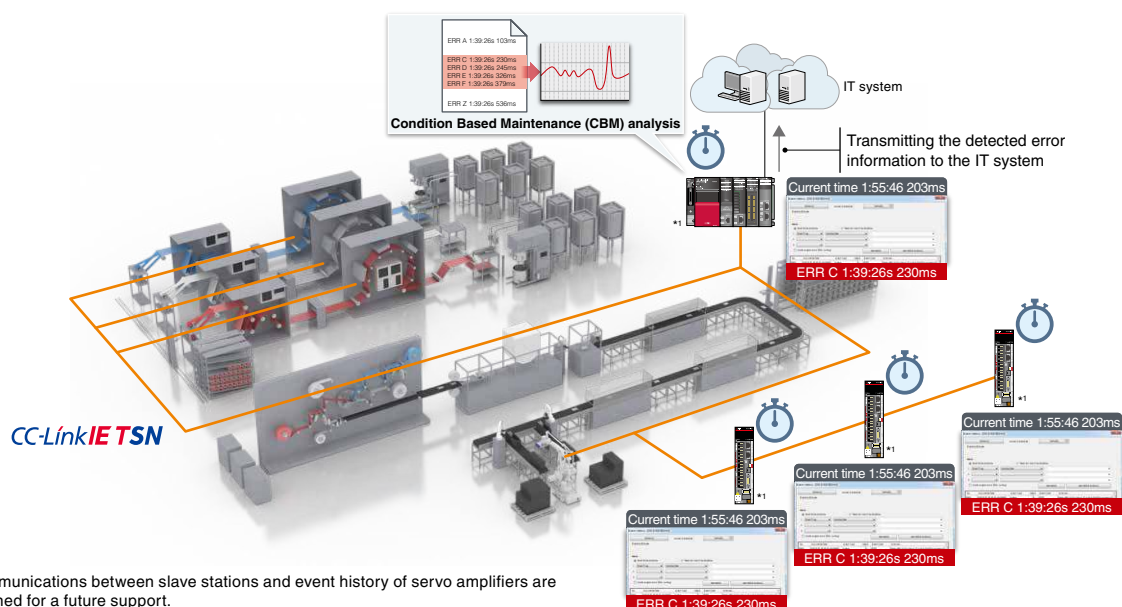 ERR A 1:39:26s 103ms
ERR C 1:39:26s 230ms
ERR D 1:39:26s 245ms
ERR E 1:39:26s 326ms
ERR F 1:39:26s 379ms
ERR Z 1:39:26s 536ms
Condition Based Maintenance (CBM) analysis
IT system
Transmitting the detected error
information to the IT system
*1
Current time 1:55:46 203ms
ERR C 1:39:26s 230ms
CC-Link IE TSN
*1
Current time 1:55:46 203ms
ERR C 1:39:26s 230ms
*1
Current time 1:55:46 203ms
ERR C 1:39:26s 230ms
*1
Current time 1:55:46 203ms
ERR C 1:39:26s 230ms
munications between slave stations and event history of servo amplifiers are
ned for a future support.